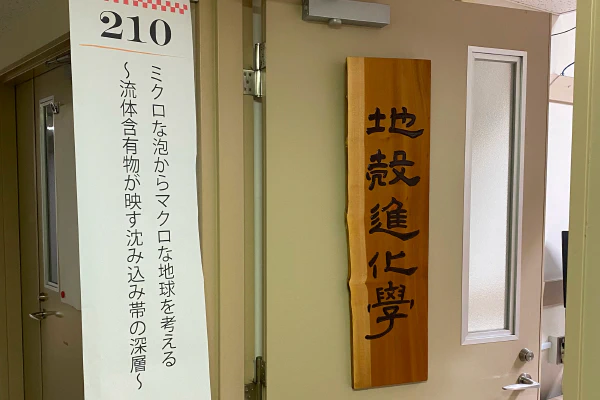 210
ミクロな泡からマクロな地球を考える
～流体含有物が映す沈み込み帯の深層～
地殻進化學